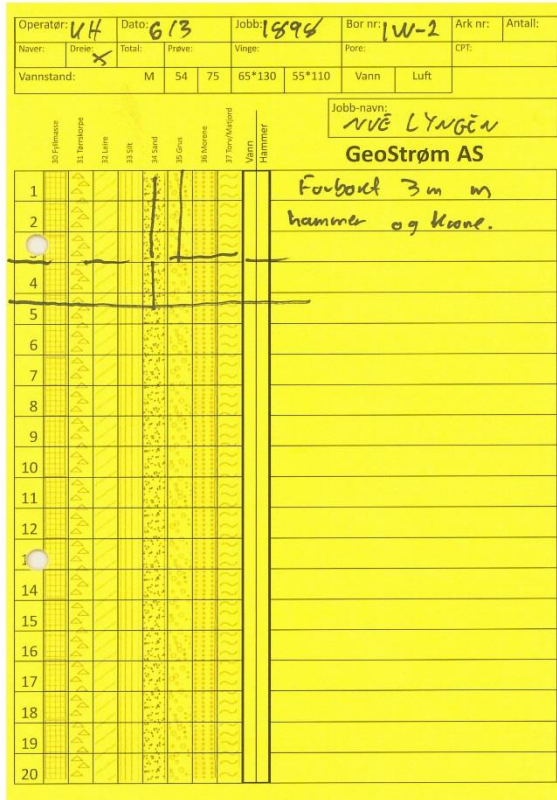 Operatør: UH Dato: 6/3 Jobb: 1898 Bor nr: IW-2 Ark nr: Antall:
Naver: Dreie: X Total: Prøve: Vinge: Pore: CPT:
Vannstand: M 54 75 65*130 55*110 Vann Luft
Jobb-navn:
NVE LYNGEN
GeoStrøm AS
30 Fyllmasse
31 Tørrskorpe
32 Leire
33 Silt
34 Sand
35 Grus
36 Morene
37 Torv/Matjord
Vann
Hammer
1 Forboret 3m m
2 hammer og krone.
4
5
6
7
8
9
10
11
12
14
15
16
17
18
19
20